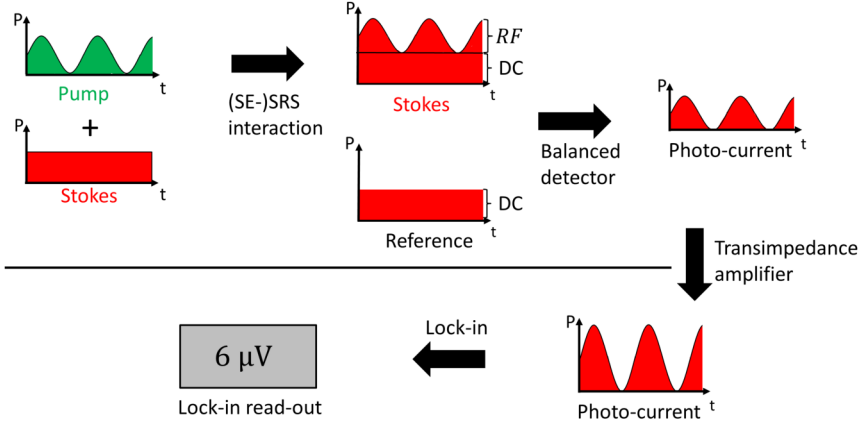 P
t
Pump
+
P
t
Stokes
(SE-)SRS
interaction
P
RF
DC
t
Stokes
P
DC
t
Reference
Balanced
detector
P
t
Photo-current
Transimpedance
amplifier
P
t
Photo-current
Lock-in
6 μV
Lock-in read-out